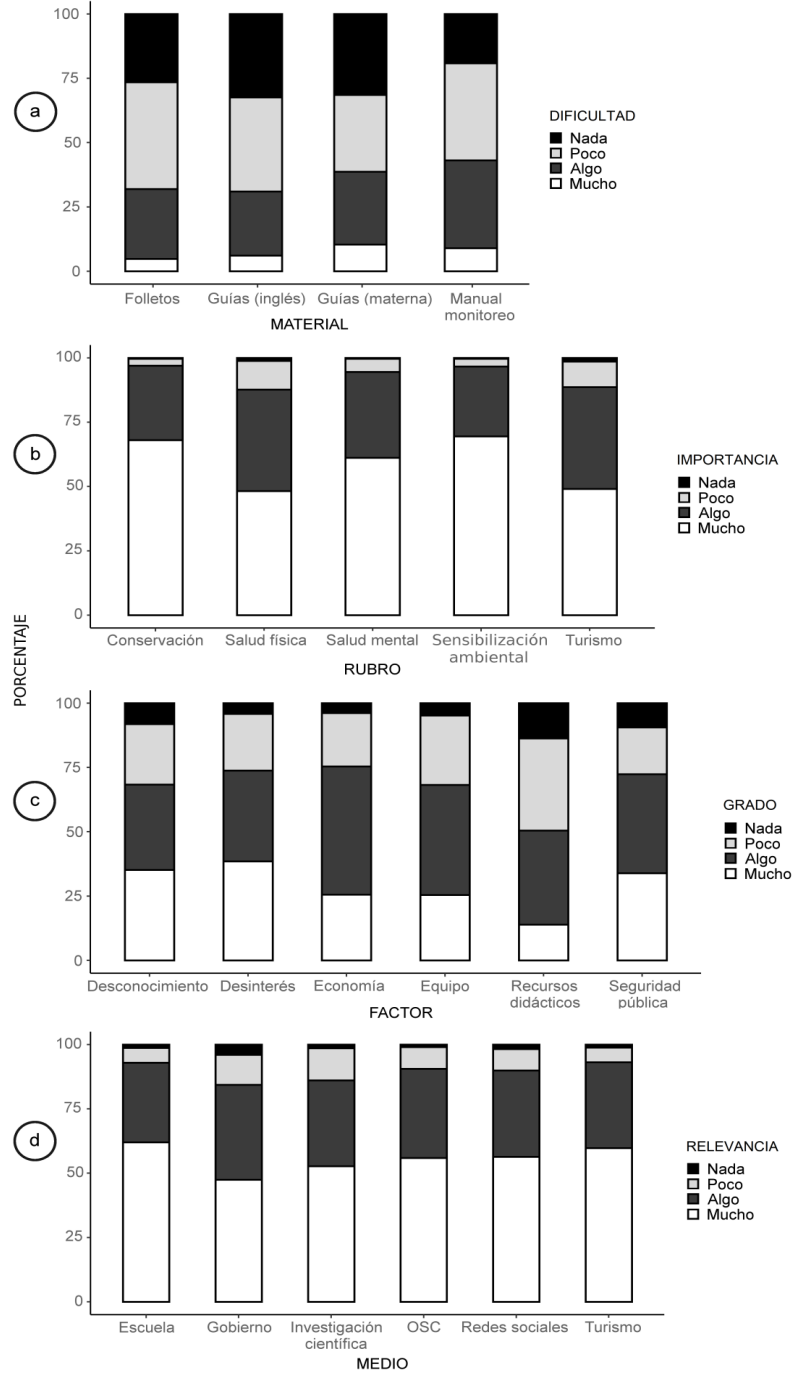 PORCENTAJE
a
100
75
50
25
0
Folletos Guías (inglés) Guías (materna) Manual
monitoreo
MATERIAL
DIFICULTAD
Nada
Poco
Algo
Mucho
b
100
75
50
25
0
Conservación Salud física Salud mental Sensibilización Turismo
ambiental
RUBRO
IMPORTANCIA
Nada
Poco
Algo
Mucho
c
100
75
50
25
0
Desconocimiento Desinterés Economía Equipo Recursos Seguridad
didácticos pública
FACTOR
GRADO
Nada
Poco
Algo
Mucho
d
100
75
50
25
0
Escuela Gobierno Investigación OSC Redes sociales Turismo
científica
MEDIO
RELEVANCIA
Nada
Poco
Algo
Mucho